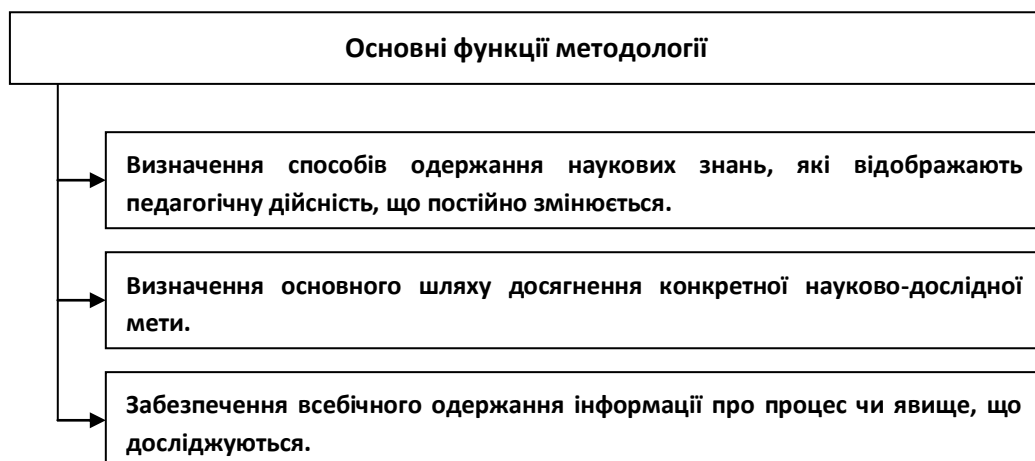 Основні функції методології
Визначення способів одержання наукових знань, які відображають
педагогічну дійсність, що постійно змінюється.
Визначення основного шляху досягнення конкретної науково-дослідної
мети.
Забезпечення всебічного одержання інформації про процес чи явище, що
досліджуються.